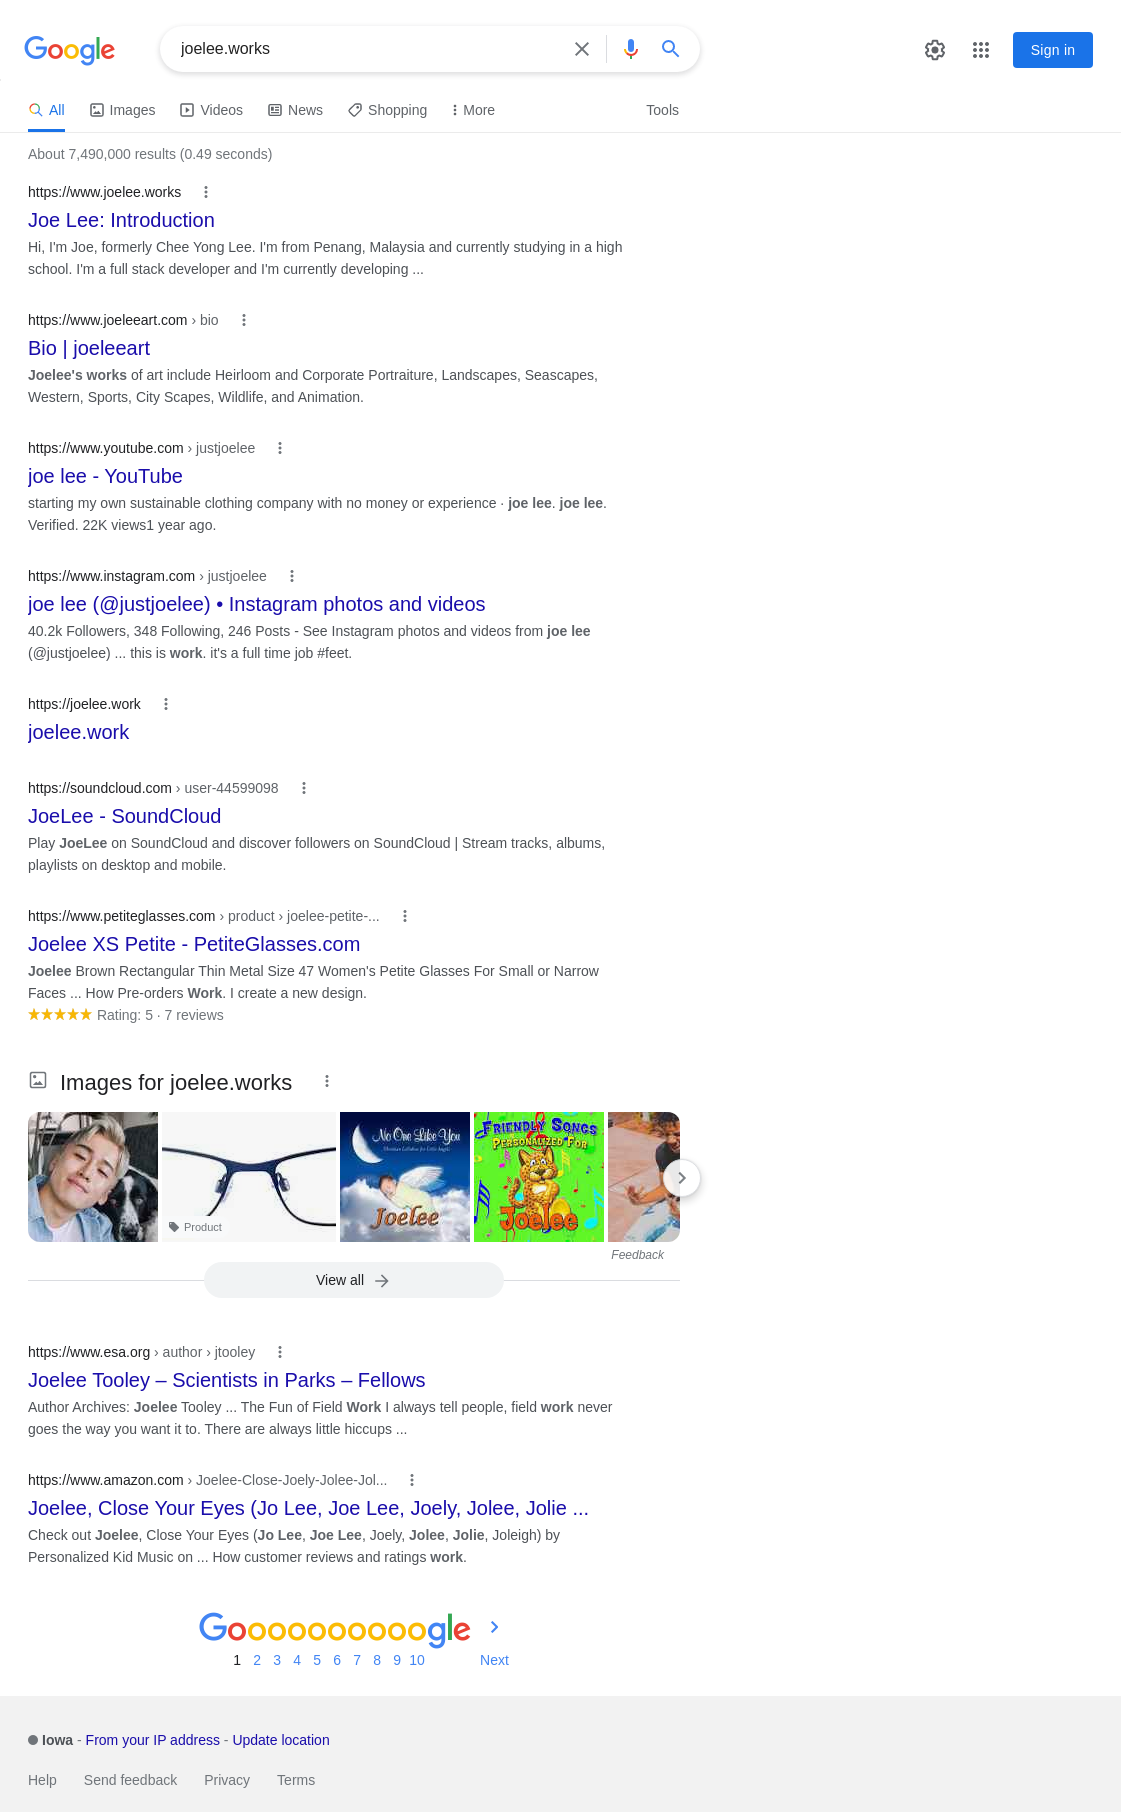 Google
joelee.works
Sign in
All
Images
Videos
News
Shopping
More
Tools
About 7,490,000 results (0.49 seconds)
https://www.joelee.works
Joe Lee: Introduction
Hi, I'm Joe, formerly Chee Yong Lee. I'm from Penang, Malaysia and currently studying in a high
school. I'm a full stack developer and I'm currently developing ...
https://www.joeleeart.com › bio
Bio | joeleeart
Joelee's works of art include Heirloom and Corporate Portraiture, Landscapes, Seascapes,
Western, Sports, City Scapes, Wildlife, and Animation.
https://www.youtube.com › justjoelee
joe lee - YouTube
starting my own sustainable clothing company with no money or experience · joe lee. joe lee.
Verified. 22K views1 year ago.
https://www.instagram.com › justjoelee
joe lee (@justjoelee) • Instagram photos and videos
40.2k Followers, 348 Following, 246 Posts - See Instagram photos and videos from joe lee
(@justjoelee) ... this is work. it's a full time job #feet.
https://joelee.work
joelee.work
https://soundcloud.com › user-44599098
JoeLee - SoundCloud
Play JoeLee on SoundCloud and discover followers on SoundCloud | Stream tracks, albums,
playlists on desktop and mobile.
https://www.petiteglasses.com › product › joelee-petite-...
Joelee XS Petite - PetiteGlasses.com
Joelee Brown Rectangular Thin Metal Size 47 Women's Petite Glasses For Small or Narrow
Faces ... How Pre-orders Work. I create a new design.
Rating: 5 · 7 reviews
Images for joelee.works
Product
No One Like You
Christian Lullabies for Little Angels
Joelee
FRIENDLY SONGS
PERSONALIZED FOR
Joelee
Feedback
View all
https://www.esa.org › author › jtooley
Joelee Tooley – Scientists in Parks – Fellows
Author Archives: Joelee Tooley ... The Fun of Field Work I always tell people, field work never
goes the way you want it to. There are always little hiccups ...
https://www.amazon.com › Joelee-Close-Joely-Jolee-Jol...
Joelee, Close Your Eyes (Jo Lee, Joe Lee, Joely, Jolee, Jolie ...
Check out Joelee, Close Your Eyes (Jo Lee, Joe Lee, Joely, Jolee, Jolie, Joleigh) by
Personalized Kid Music on ... How customer reviews and ratings work.
Goooooooooogle
1 2 3 4 5 6 7 8 9 10 Next
Iowa - From your IP address - Update location
Help Send feedback Privacy Terms